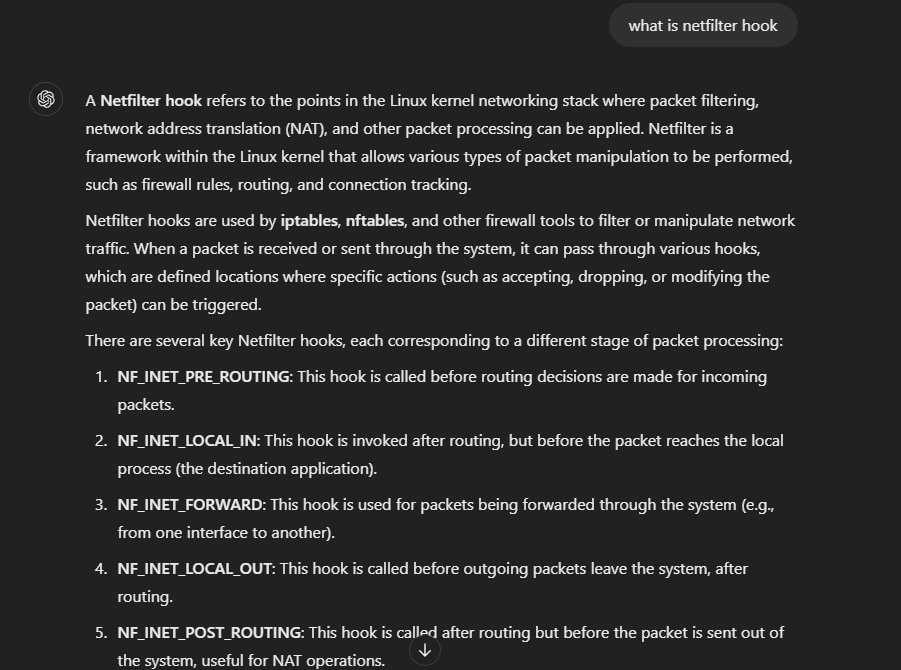 what is netfilter hook
A Netfilter hook refers to the points in the Linux kernel networking stack where packet filtering,
network address translation (NAT), and other packet processing can be applied. Netfilter is a
framework within the Linux kernel that allows various types of packet manipulation to be performed,
such as firewall rules, routing, and connection tracking.
Netfilter hooks are used by iptables, nftables, and other firewall tools to filter or manipulate network
traffic. When a packet is received or sent through the system, it can pass through various hooks,
which are defined locations where specific actions (such as accepting, dropping, or modifying the
packet) can be triggered.
There are several key Netfilter hooks, each corresponding to a different stage of packet processing:
1. NF_INET_PRE_ROUTING: This hook is called before routing decisions are made for incoming
packets.
2. NF_INET_LOCAL_IN: This hook is invoked after routing, but before the packet reaches the local
process (the destination application).
3. NF_INET_FORWARD: This hook is used for packets being forwarded through the system (e.g.,
from one interface to another).
4. NF_INET_LOCAL_OUT: This hook is called before outgoing packets leave the system, after
routing.
5. NF_INET_POST_ROUTING: This hook is called after routing but before the packet is sent out of
the system, useful for NAT operations.